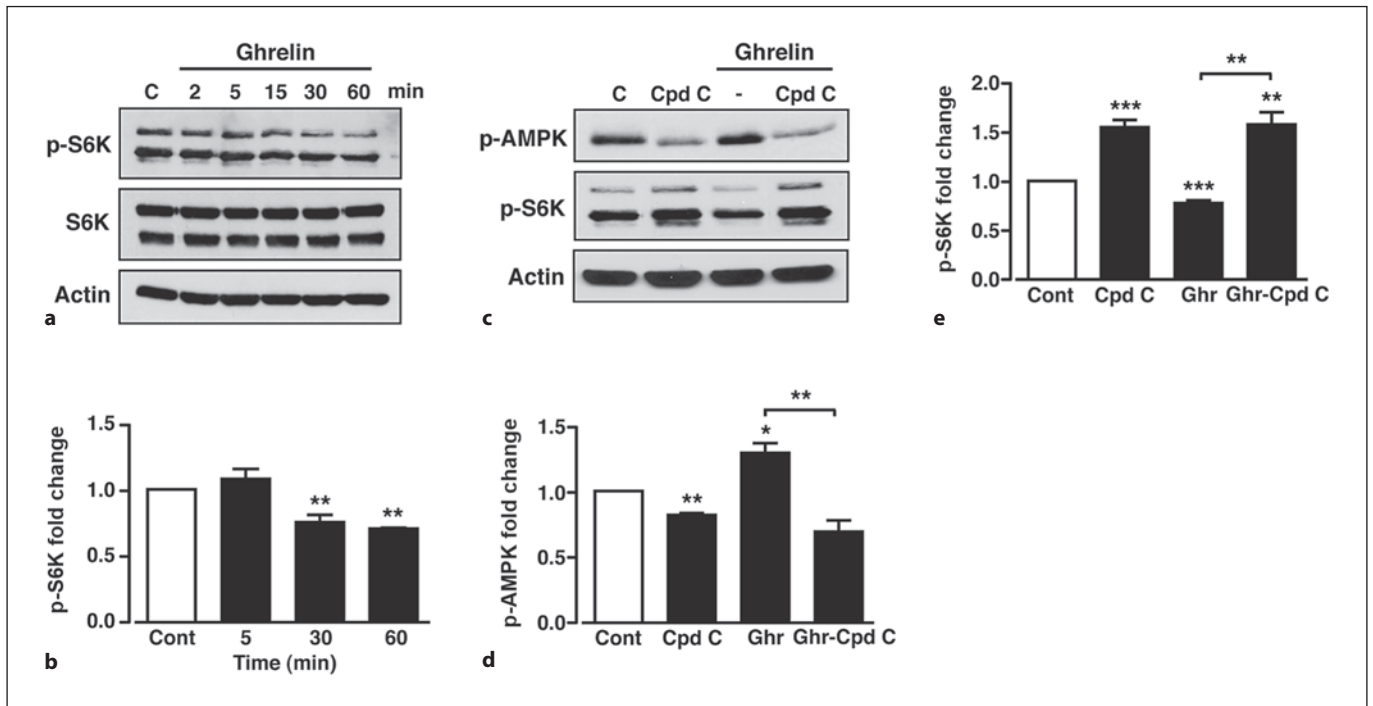 Ghrelin
C 2 5 15 30 60 min
p-S6K
S6K
Actin
a
Ghrelin
C Cpd C - Cpd C
p-AMPK
p-S6K
Actin
c
p-S6K fold change
2.0
1.5
1.0
0.5
0.0
***
***
**
**
Cont Cpd C Ghr Ghr-Cpd C
e
p-S6K fold change
1.5
1.0
0.5
0.0
**
**
Cont 5 30 60
Time (min)
b
p-AMPK fold change
1.5
1.0
0.5
0.0
**
*
**
Cont Cpd C Ghr Ghr-Cpd C
d